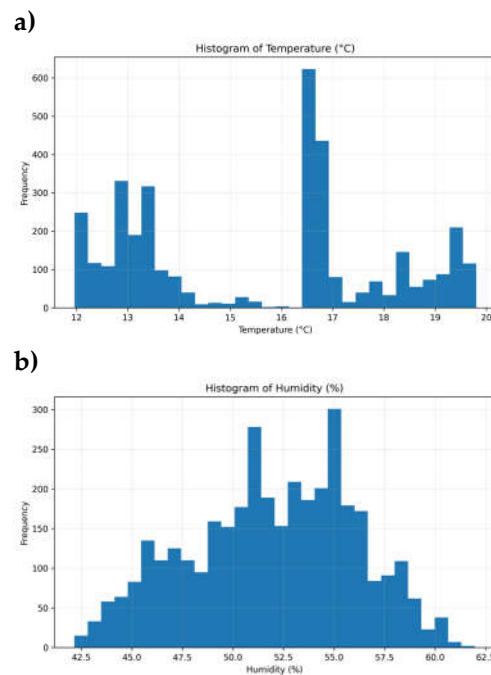 a)
Histogram of Temperature (°C)
600
500
400
300
200
100
0
Frequency
12 13 14 15 16 17 18 19 20
Temperature (°C)
b)
Histogram of Humidity (%)
300
250
200
150
100
50
0
Frequency
42.5 45.0 47.5 50.0 52.5 55.0 57.5 60.0 62.5
Humidity (%)